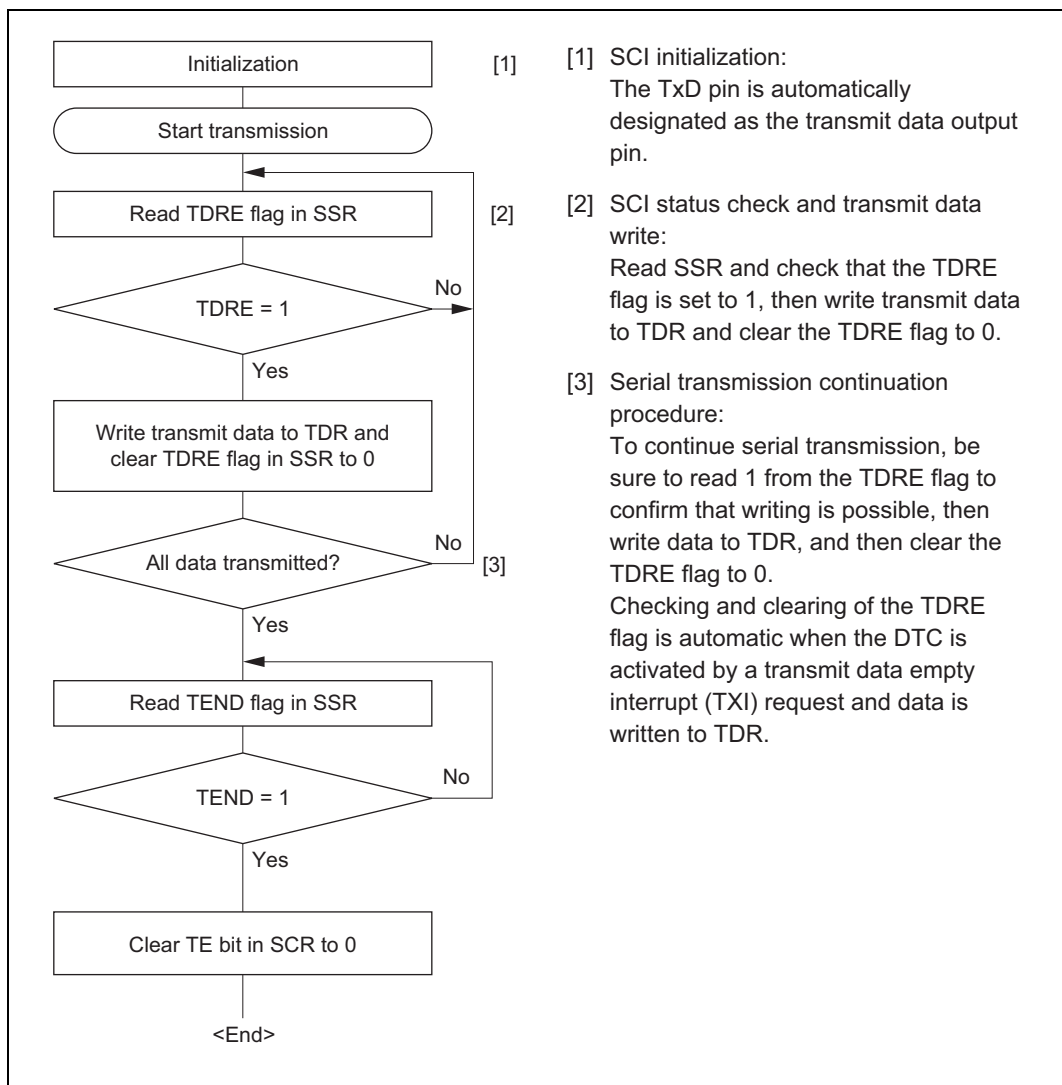 Initialization
[1]
Start transmission
Read TDRE flag in SSR
[2]
No
TDRE = 1
Yes
Write transmit data to TDR and
clear TDRE flag in SSR to 0
No
All data transmitted?
[3]
Yes
Read TEND flag in SSR
No
TEND = 1
Yes
Clear TE bit in SCR to 0
<End>
[1] SCI initialization:
The TxD pin is automatically
designated as the transmit data output
pin.
[2] SCI status check and transmit data
write:
Read SSR and check that the TDRE
flag is set to 1, then write transmit data
to TDR and clear the TDRE flag to 0.
[3] Serial transmission continuation
procedure:
To continue serial transmission, be
sure to read 1 from the TDRE flag to
confirm that writing is possible, then
write data to TDR, and then clear the
TDRE flag to 0.
Checking and clearing of the TDRE
flag is automatic when the DTC is
activated by a transmit data empty
interrupt (TXI) request and data is
written to TDR.